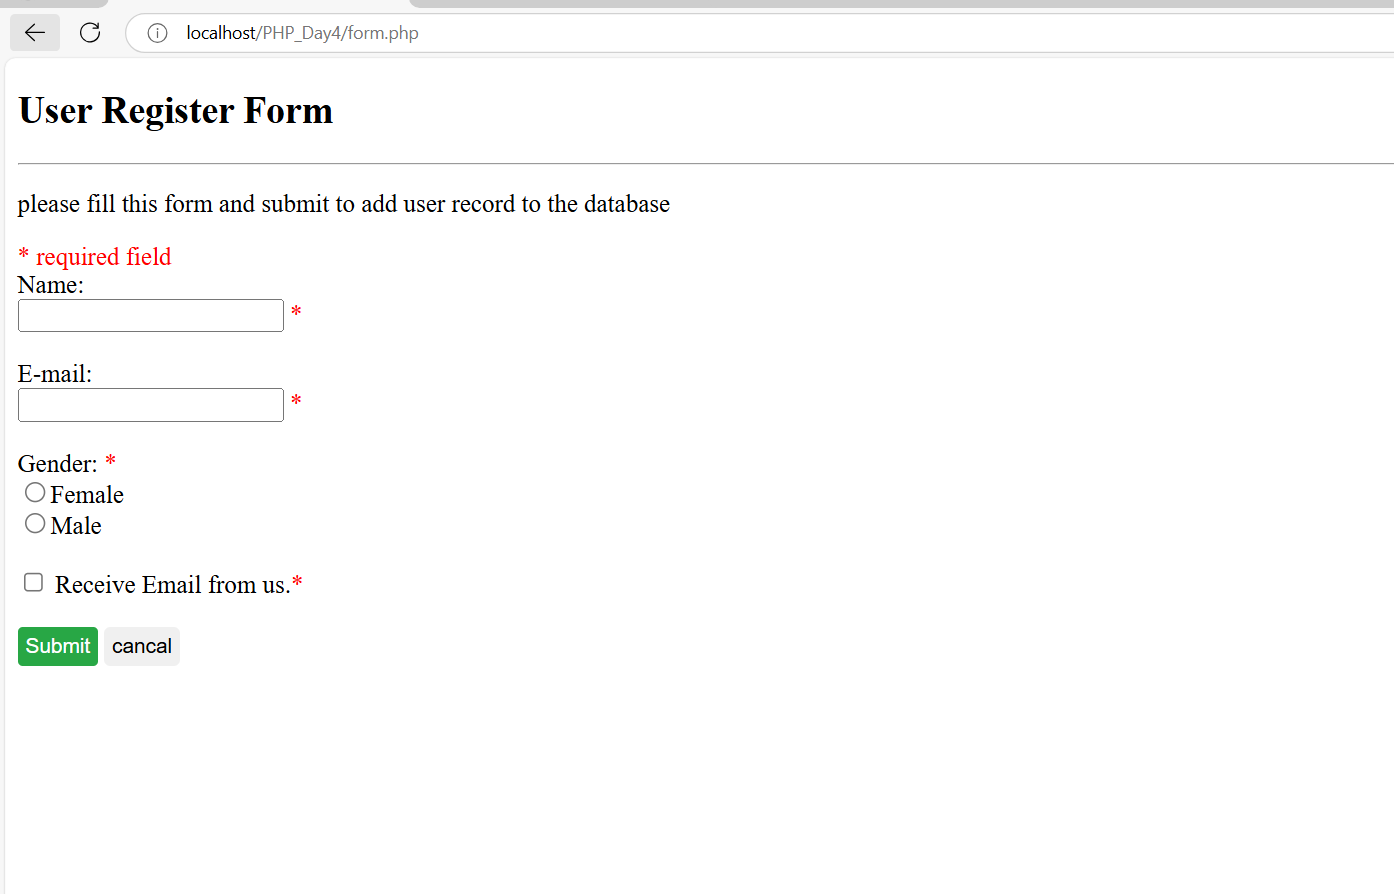 localhost/PHP_Day4/form.php
User Register Form
please fill this form and submit to add user record to the database
* required field
Name:
*
E-mail:
*
Gender: *
Female
Male
Receive Email from us.*
Submit cancal